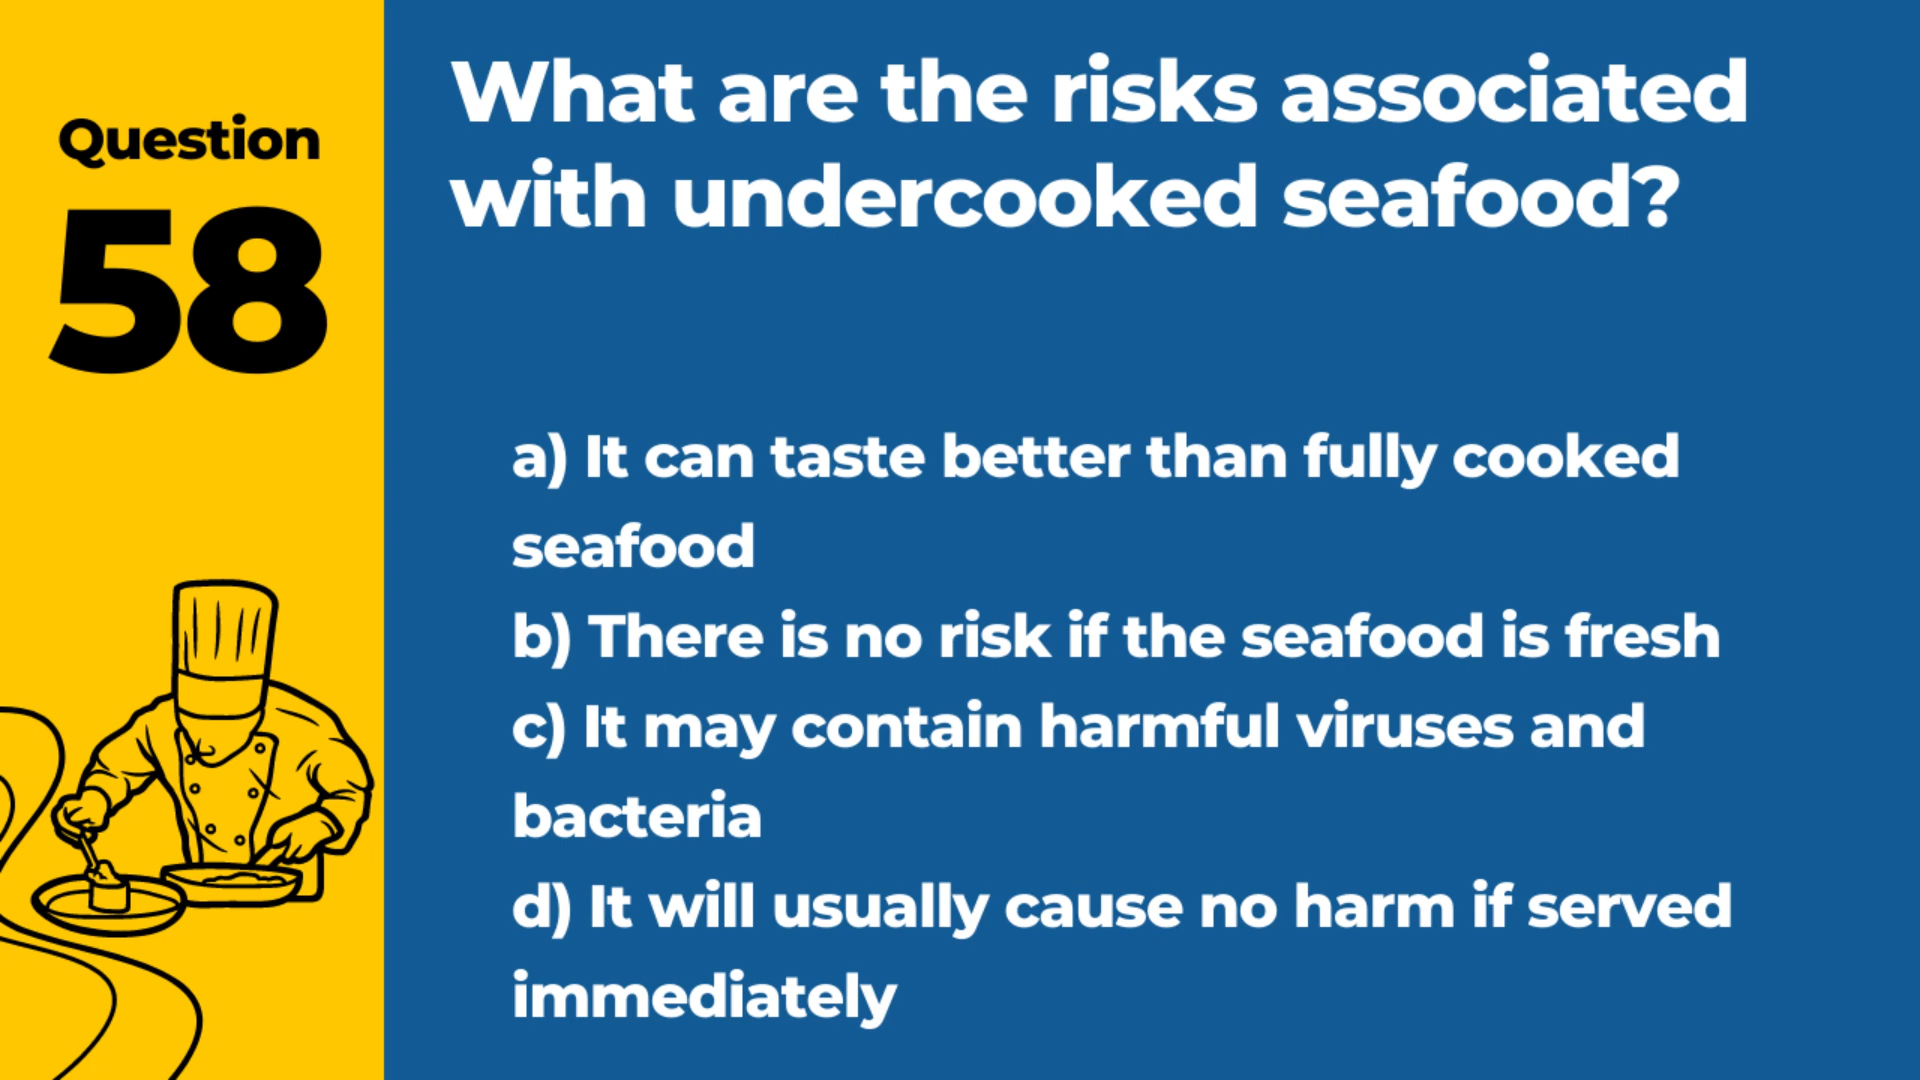 Question
58
What are the risks associated
with undercooked seafood?
a) It can taste better than fully cooked
seafood
b) There is no risk if the seafood is fresh
c) It may contain harmful viruses and
bacteria
d) It will usually cause no harm if served
immediately